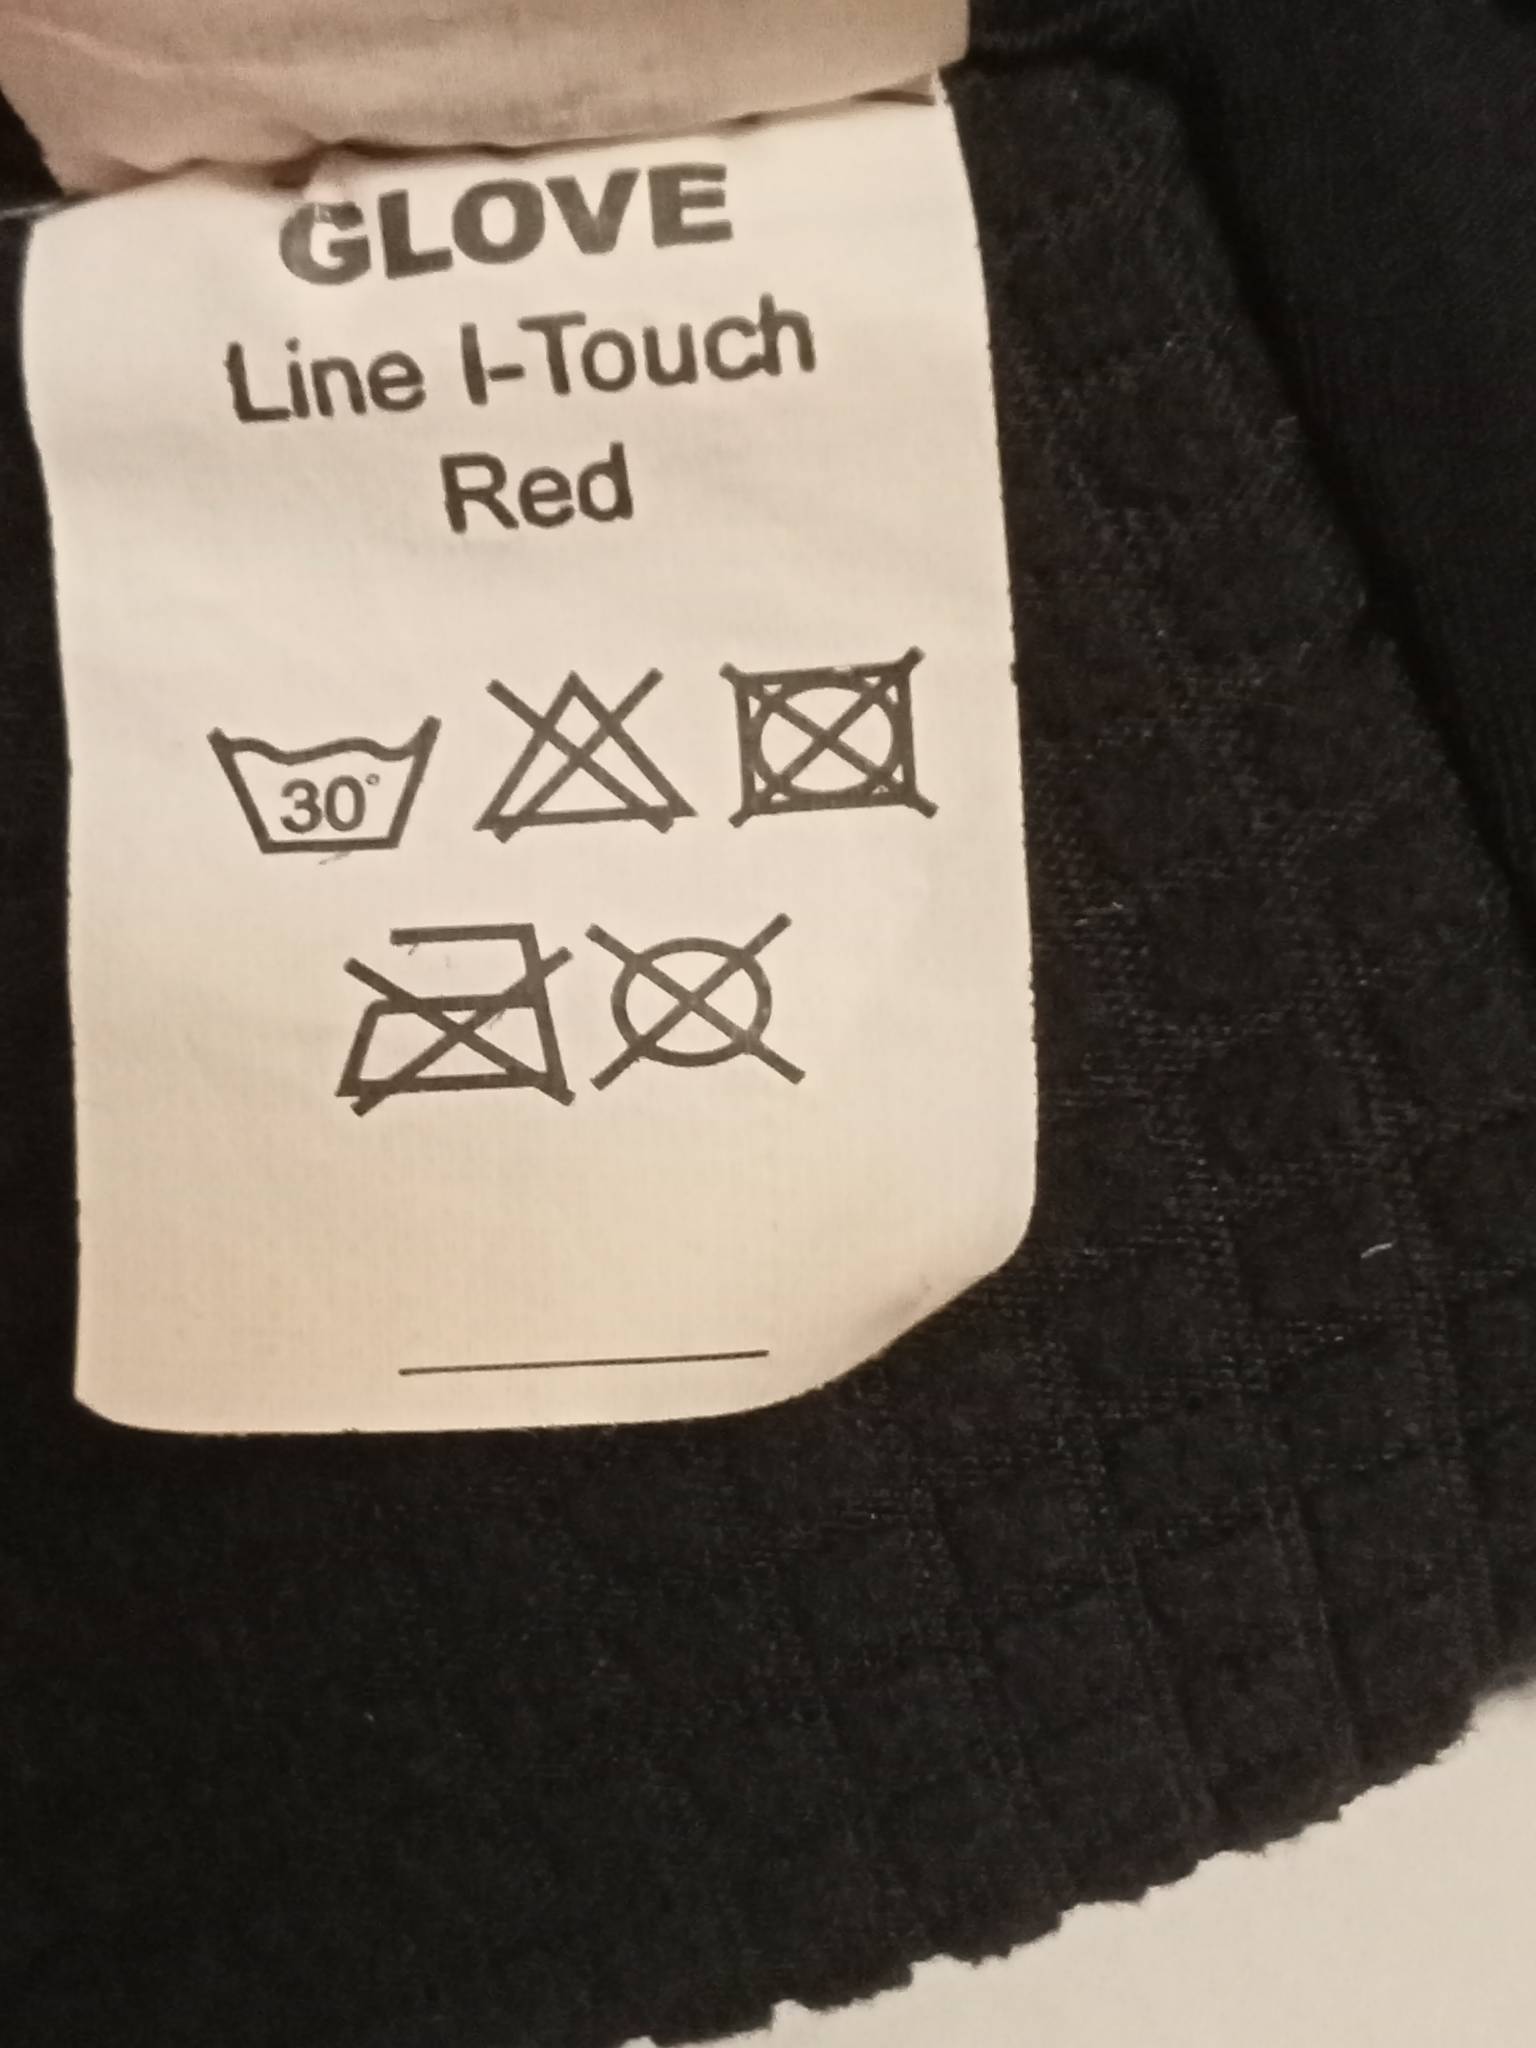 GLOVE
Line I-Touch
Red
30°